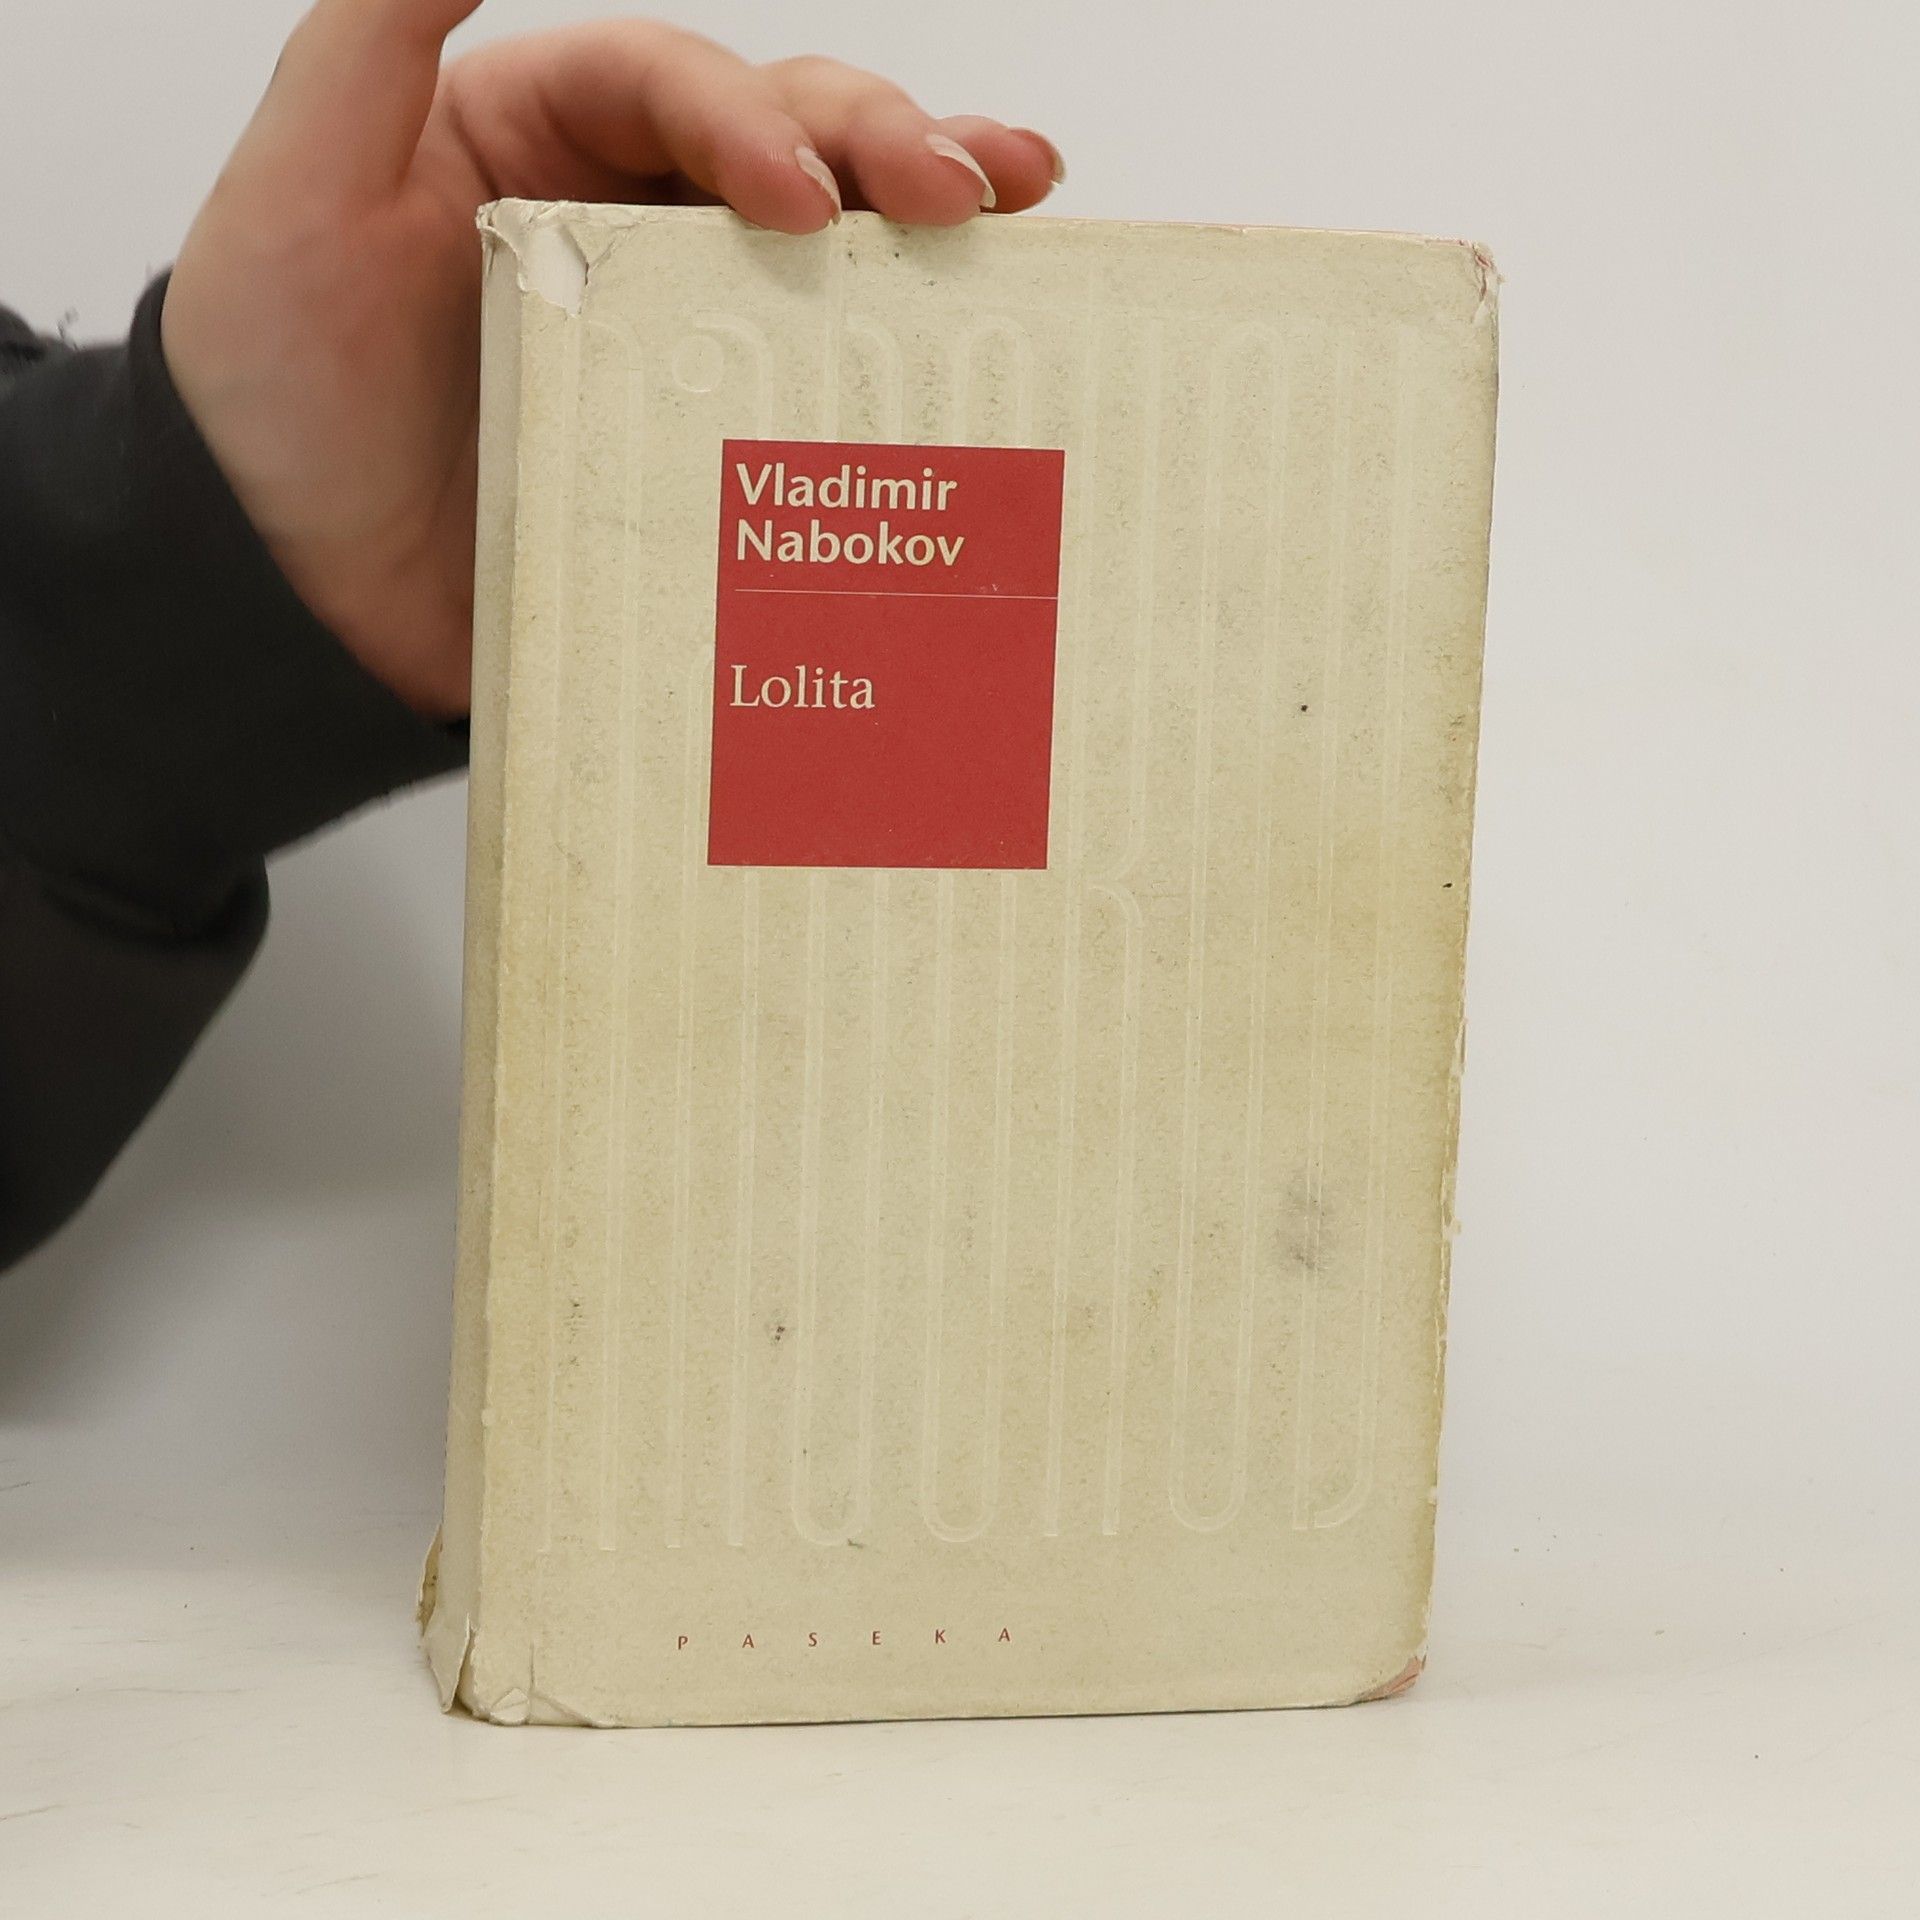 Vladimir
Nabokov
Lolita
PASEKA